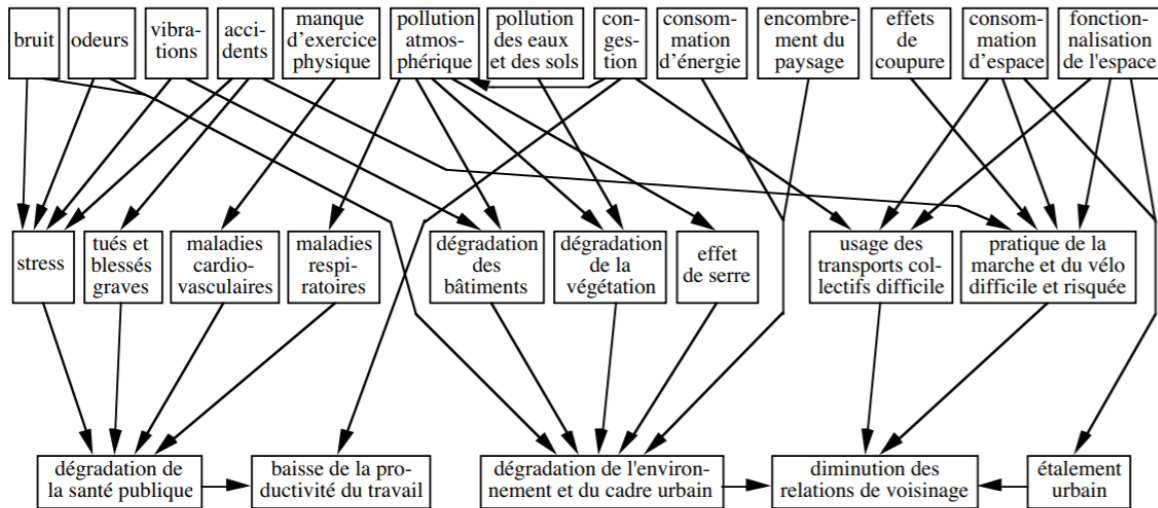 bruit
odeurs
vibra-
tions
acci-
dents
manque
d'exercice
physique
pollution
atmos-
phérique
pollution
des eaux
et des sols
con-
ges-
tion
consom-
mation
d'énergie
encombre-
ment du
paysage
effets
de
coupure
consom-
mation
d'espace
fonction-
nalisation
de l'espace
stress
tués et
blessés
graves
maladies
cardio-
vasculaires
maladies
respi-
ratoires
dégradation
des
bâtiments
dégradation
de la
végétation
effet
de serre
usage des
transports col-
lectifs difficile
pratique de la
marche et du vélo
difficile et risquée
dégradation de
la santé publique
baisse de la pro-
ductivité du travail
dégradation de l'environ-
nement et du cadre urbain
diminution des
relations de voisinage
étalement
urbain